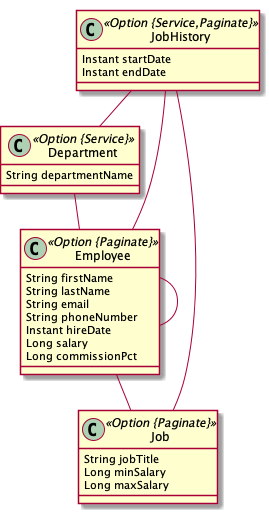 C «Option {Service,Paginate}»
JobHistory
Instant startDate
Instant endDate
C «Option {Service}»
Department
String departmentName
C «Option {Paginate}»
Employee
String firstName
String lastName
String email
String phoneNumber
Instant hireDate
Long salary
Long commissionPct
C «Option {Paginate}»
Job
String jobTitle
Long minSalary
Long maxSalary